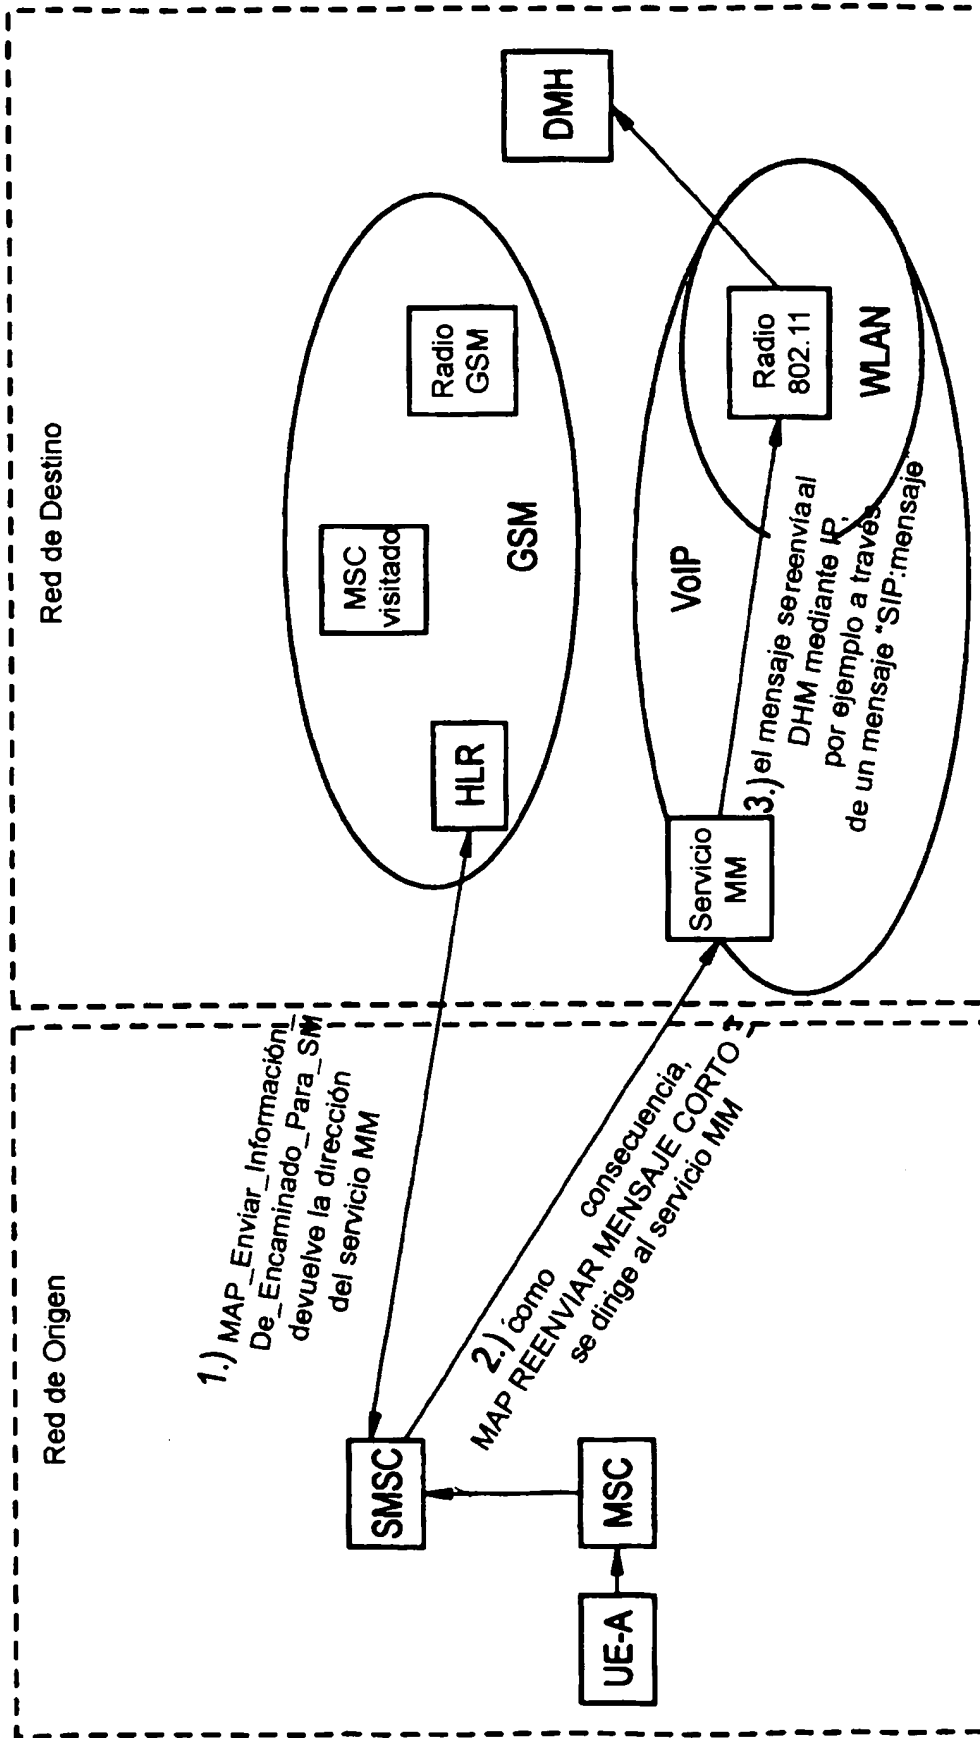 Red de Origen
UE-A
MSC
SMSC
1.) MAP_Enviar_Información_
De_Encaminado_Para_SM
devuelve la dirección
del servicio MM
2.) como consecuencia,
MAP REENVIAR MENSAJE CORTO
se dirige al servicio MM
Red de Destino
HLR
MSC
visitado
Radio
GSM
GSM
DMH
Servicio
MM
VoIP
Radio
802.11
WLAN
3.) el mensaje se reenvía al
DHM mediante IP,
por ejemplo a través
de un mensaje "SIP:mensaje"